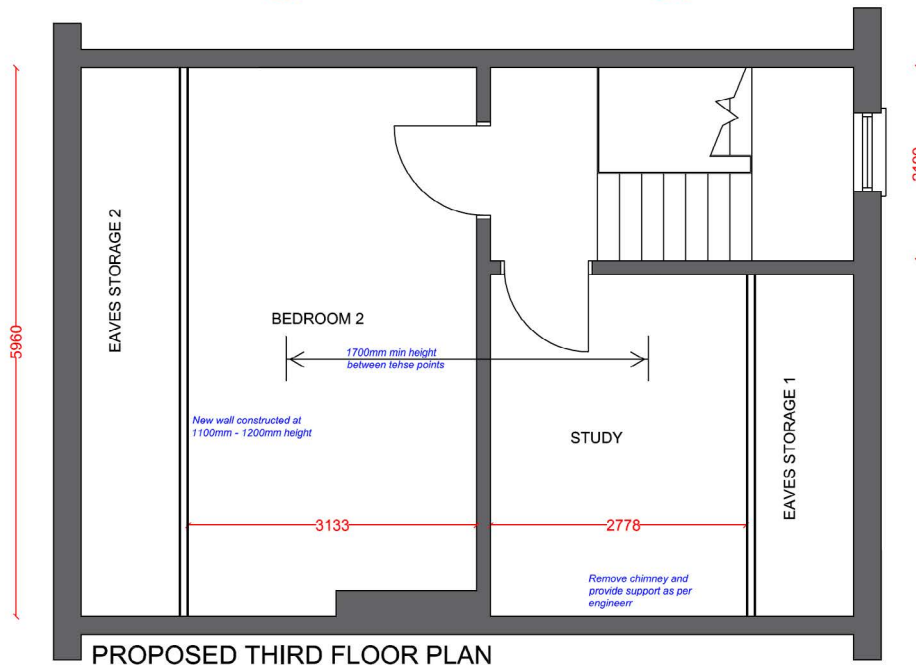 EAVES STORAGE 2
5960
BEDROOM 2
1700mm min height
between tehse points
New wall constructed at
1100mm - 1200mm height
STUDY
EAVES STORAGE 1
3133
2778
Remove chimney and
provide support as per
engineerr
PROPOSED THIRD FLOOR PLAN